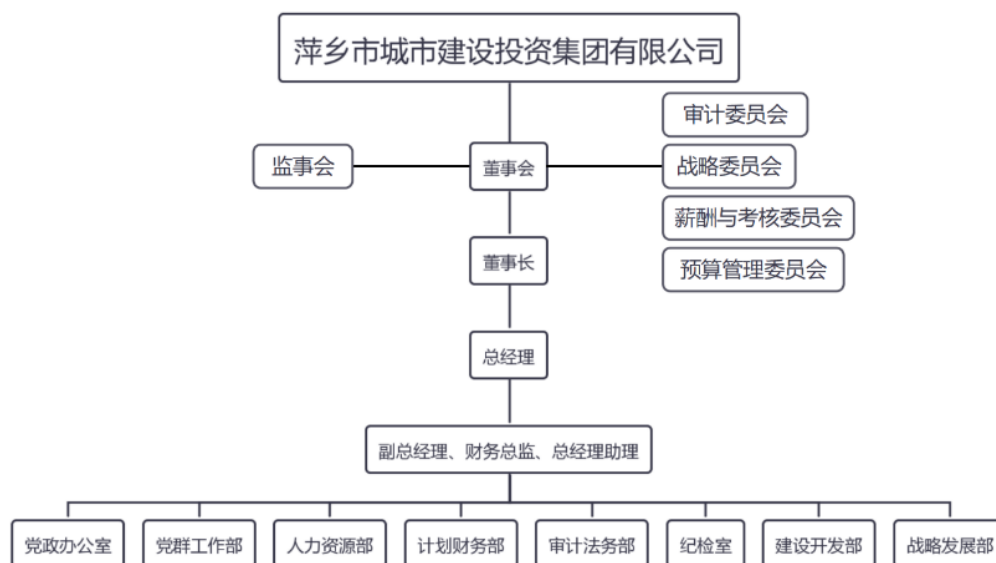 萍乡市城市建设投资集团有限公司
审计委员会
监事会
董事会
战略委员会
薪酬与考核委员会
董事长
预算管理委员会
总经理
副总经理、财务总监、总经理助理
党政办公室
党群工作部
人力资源部
计划财务部
审计法务部
纪检室
建设开发部
战略发展部